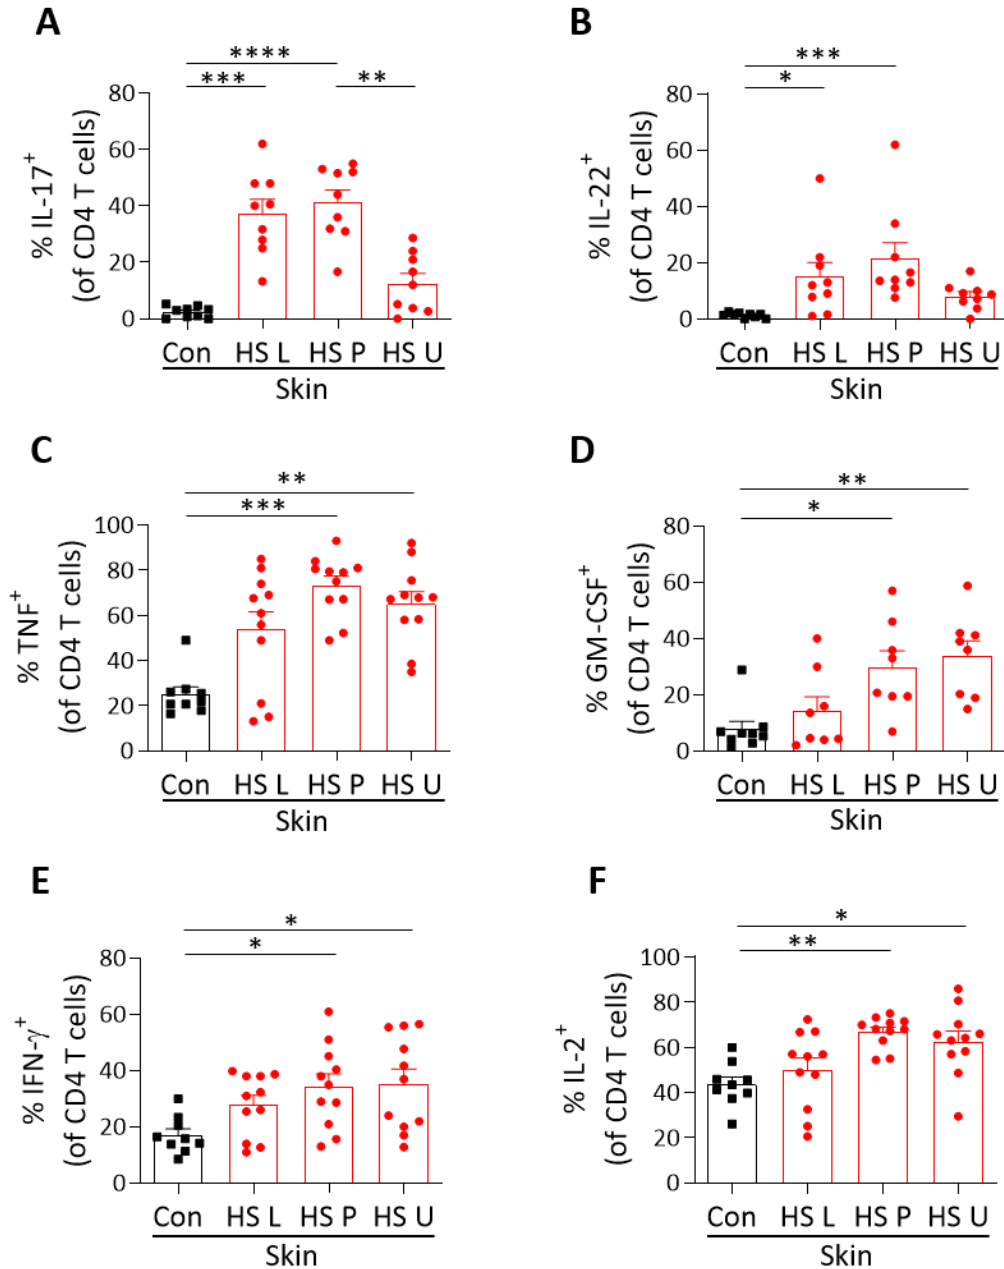 A
B
****
***
**
***
*
80
60
40
20
0
% IL-17⁺
(of CD4 T cells)
Con HS L HS P HS U
Skin
80
60
40
20
0
% IL-22⁺
(of CD4 T cells)
Con HS L HS P HS U
Skin
C
D
**
***
**
*
100
80
60
40
20
0
% TNF⁺
(of CD4 T cells)
Con HS L HS P HS U
Skin
80
60
40
20
0
% GM-CSF⁺
(of CD4 T cells)
Con HS L HS P HS U
Skin
E
F
*
*
*
**
80
60
40
20
0
% IFN-γ⁺
(of CD4 T cells)
Con HS L HS P HS U
Skin
100
80
60
40
20
0
% IL-2⁺
(of CD4 T cells)
Con HS L HS P HS U
Skin